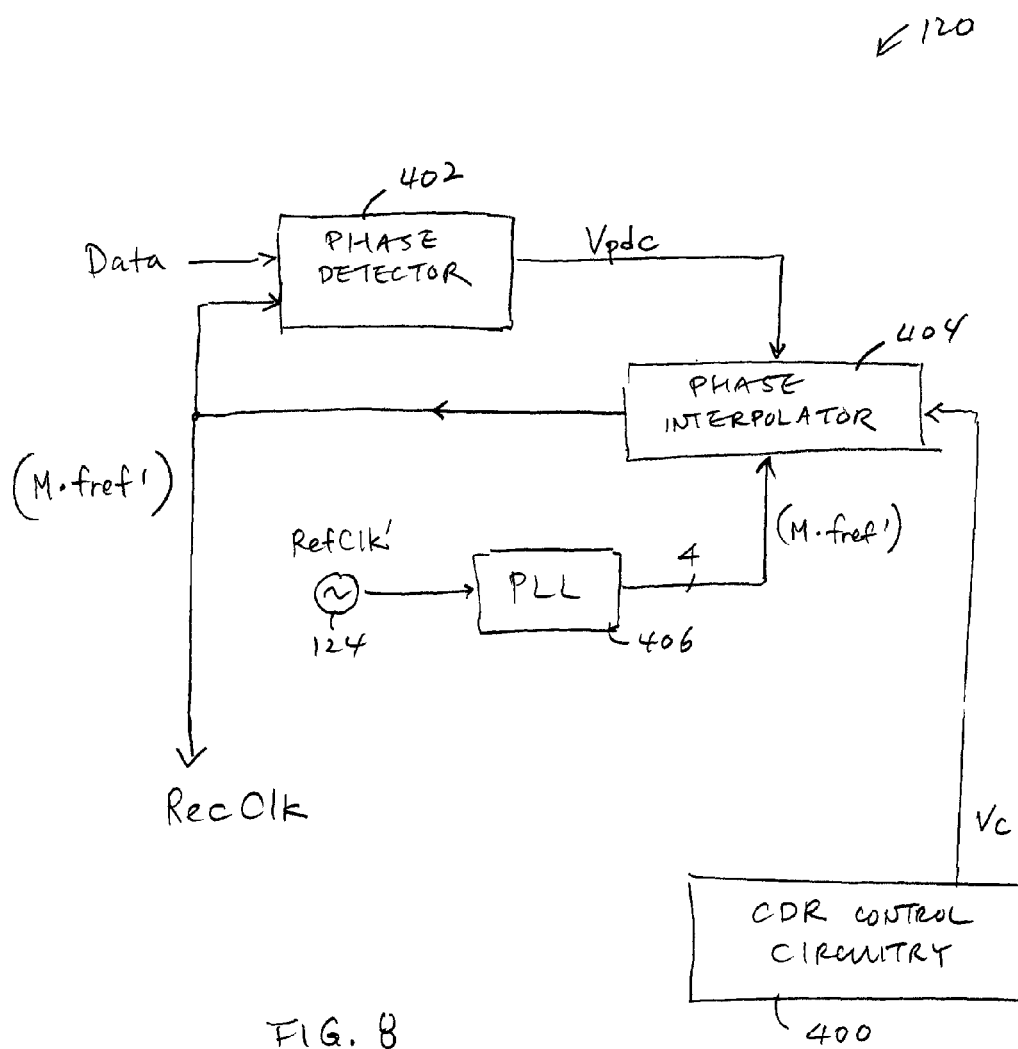 120
402
PHASE
DETECTOR
Data
Vpdc
404
PHASE
INTERPOLATOR
(M·fref')
RefClk'
124
PLL
406
4
(M·fref')
RecClk
Vc
CDR CONTROL
CIRCUITRY
400
FIG. 8